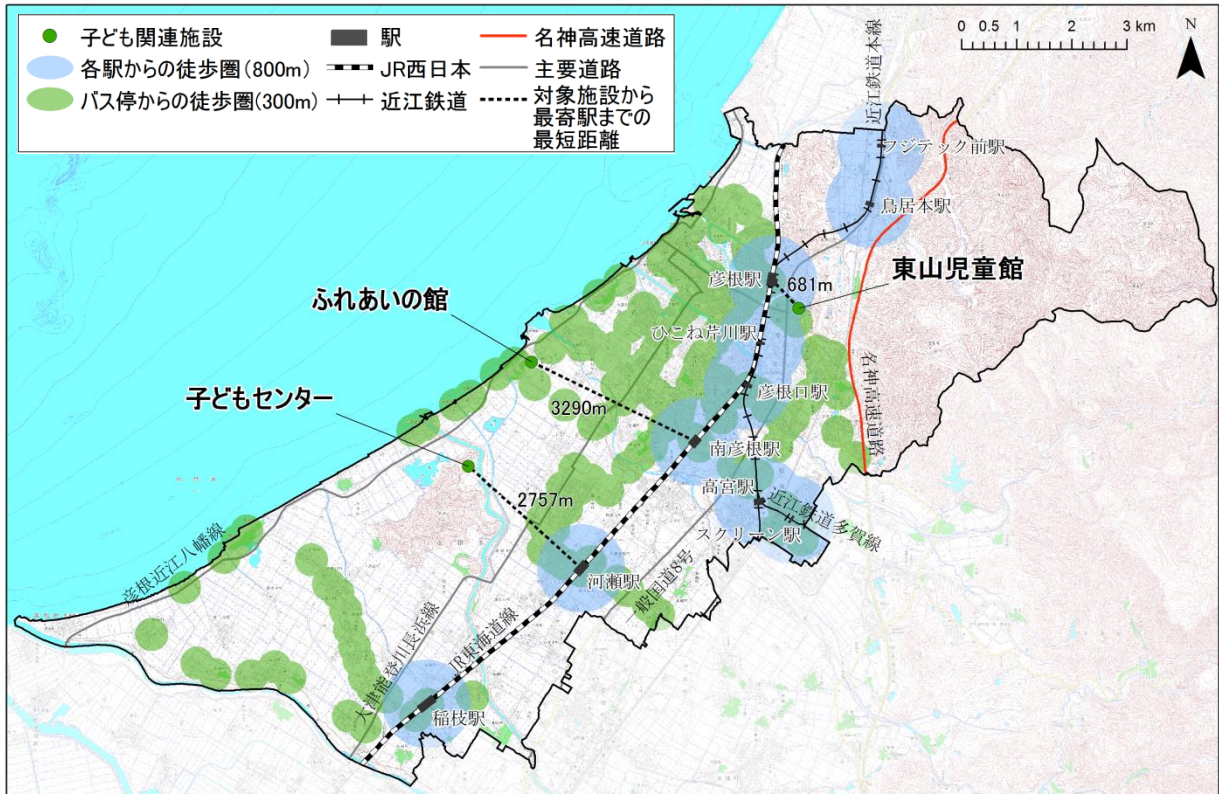 子ども関連施設
各駅からの徒歩圏(800m)
バス停からの徒歩圏(300m)
駅
JR西日本
近江鉄道
名神高速道路
主要道路
対象施設から
最寄駅までの
最短距離
0 0.5 1 2 3 km
N
近江鉄道本線
フジテック前駅
鳥居本駅
彦根駅
681m
東山児童館
ふれあいの館
ひこね芹川駅
子どもセンター
彦根口駅
名神高速道路
3290m
南彦根駅
高宮駅
2757m
近江鉄道多賀線
スクリーン駅
彦根近江八幡線
河瀬駅
一般国道8号
大津能登川長浜線
JR東海道線
稲枝駅